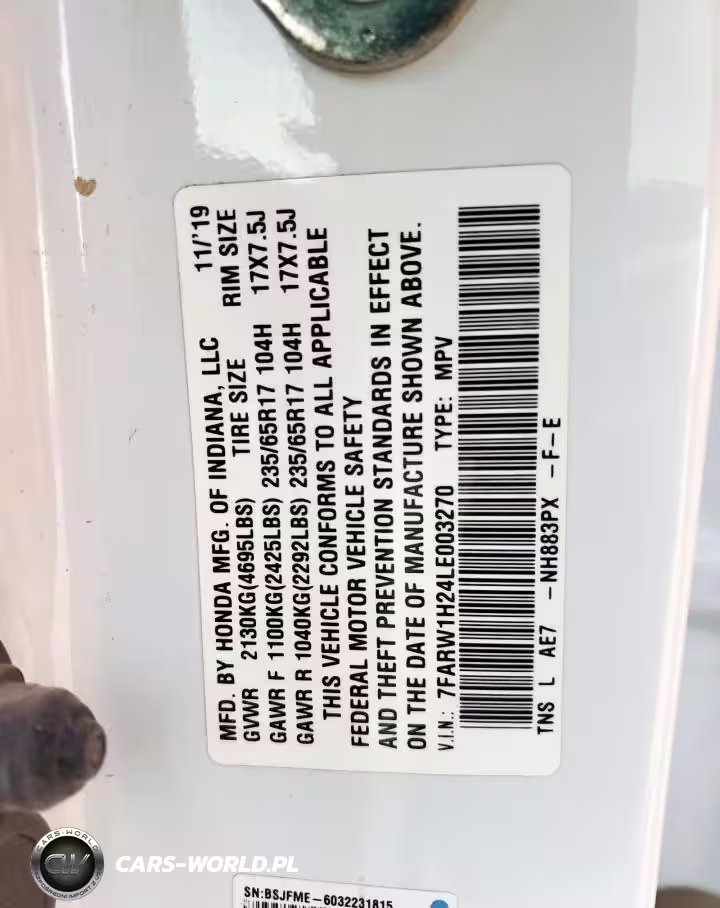 MFD. BY HONDA MFG. OF INDIANA, LLC 11/'19
GVWR 2130KG(4695LBS) TIRE SIZE RIM SIZE
GAWR F 1100KG(2425LBS) 235/65R17 104H 17X7.5J
GAWR R 1040KG(2292LBS) 235/65R17 104H 17X7.5J
THIS VEHICLE CONFORMS TO ALL APPLICABLE
FEDERAL MOTOR VEHICLE SAFETY
AND THEFT PREVENTION STANDARDS IN EFFECT
ON THE DATE OF MANUFACTURE SHOWN ABOVE.
V.I.N.: 7FARW1H24LE003270 TYPE: MPV
TNS L AE7 -NH883PX -F-E
CARS-WORLD
CW
CARS-WORLD.PL
SN:BSJFME-6032231815